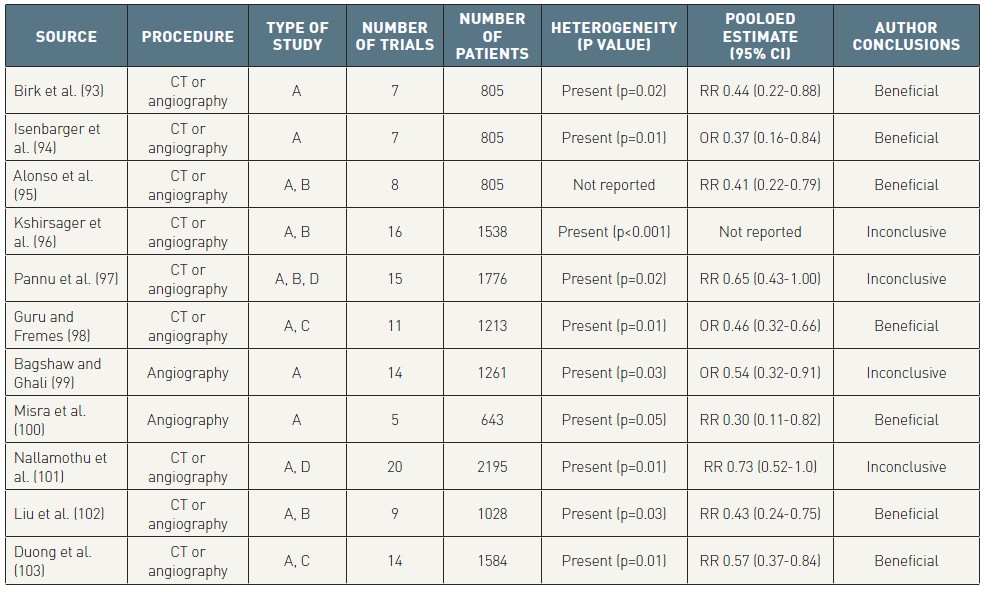 SOURCE PROCEDURE TYPE OF STUDY NUMBER OF TRIALS NUMBER OF PATIENTS HETEROGENEITY (P VALUE) POOLOED ESTIMATE (95% CI) AUTHOR CONCLUSIONS
Birk et al. (93) CT or angiography A 7 805 Present (p=0.02) RR 0.44 (0.22-0.88) Beneficial
Isenbarger et al. (94) CT or angiography A 7 805 Present (p=0.01) OR 0.37 (0.16-0.84) Beneficial
Alonso et al. (95) CT or angiography A, B 8 805 Not reported RR 0.41 (0.22-0.79) Beneficial
Kshirsager et al. (96) CT or angiography A, B 16 1538 Present (p<0.001) Not reported Inconclusive
Pannu et al. (97) CT or angiography A, B, D 15 1776 Present (p=0.02) RR 0.65 (0.43-1.00) Inconclusive
Guru and Fremes (98) CT or angiography A, C 11 1213 Present (p=0.01) OR 0.46 (0.32-0.66) Beneficial
Bagshaw and Ghali (99) Angiography A 14 1261 Present (p=0.03) OR 0.54 (0.32-0.91) Inconclusive
Misra et al. (100) Angiography A 5 643 Present (p=0.05) RR 0.30 (0.11-0.82) Beneficial
Nallamothu et al. (101) CT or angiography A, D 20 2195 Present (p=0.01) RR 0.73 (0.52-1.0) Inconclusive
Liu et al. (102) CT or angiography A, B 9 1028 Present (p=0.03) RR 0.43 (0.24-0.75) Beneficial
Duong et al. (103) CT or angiography A, C 14 1584 Present (p=0.01) RR 0.57 (0.37-0.84) Beneficial